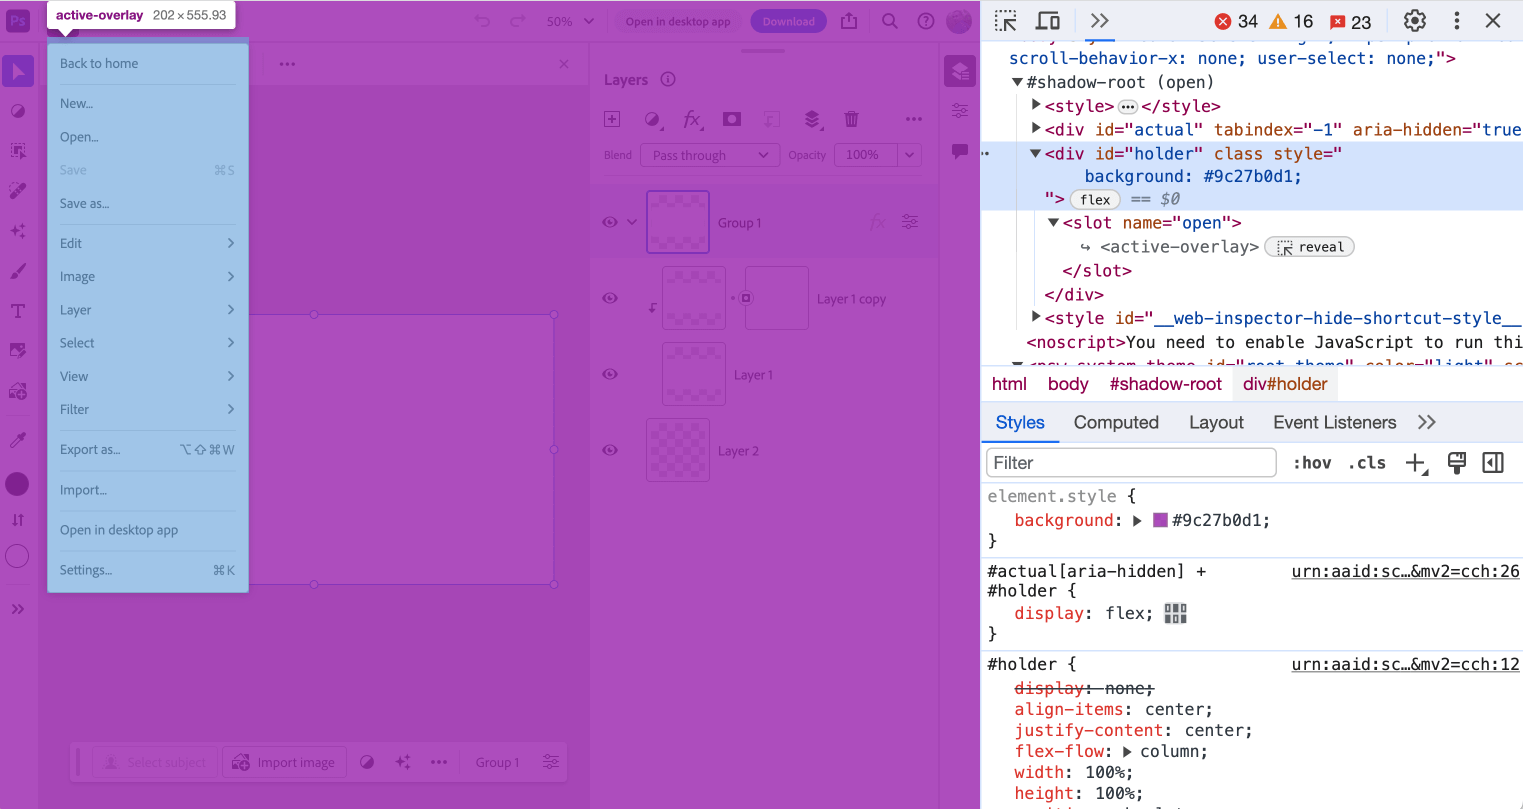 Ps
active-overlay 202 × 555.93
50%
Open in desktop app
Download
Back to home
New...
Open...
Save ⌘S
Save as...
Edit
Image
Layer
Select
View
Filter
Export as... ⌥⇧⌘W
Import...
Open in desktop app
Settings... ⌘K
Layers
Blend Pass through Opacity 100%
Group 1
fx
Layer 1 copy
Layer 1
Layer 2
Select subject
Import image
Group 1
34 16 23
scroll-behavior-x: none; user-select: none;">
▼#shadow-root (open)
▶<style>…</style>
▶<div id="actual" tabindex="-1" aria-hidden="true
▼<div id="holder" class style="
background: #9c27b0d1;
"> flex == $0
▼<slot name="open">
↪ <active-overlay> reveal
</slot>
</div>
▶<style id="__web-inspector-hide-shortcut-style__
<noscript>You need to enable JavaScript to run thi
html body #shadow-root div#holder
Styles Computed Layout Event Listeners
Filter :hov .cls
element.style {
background: ▶ #9c27b0d1;
}
#actual[aria-hidden] + urn:aaid:sc…&mv2=cch:26
#holder {
display: flex;
}
#holder { urn:aaid:sc…&mv2=cch:12
display: none;
align-items: center;
justify-content: center;
flex-flow: ▶ column;
width: 100%;
height: 100%;